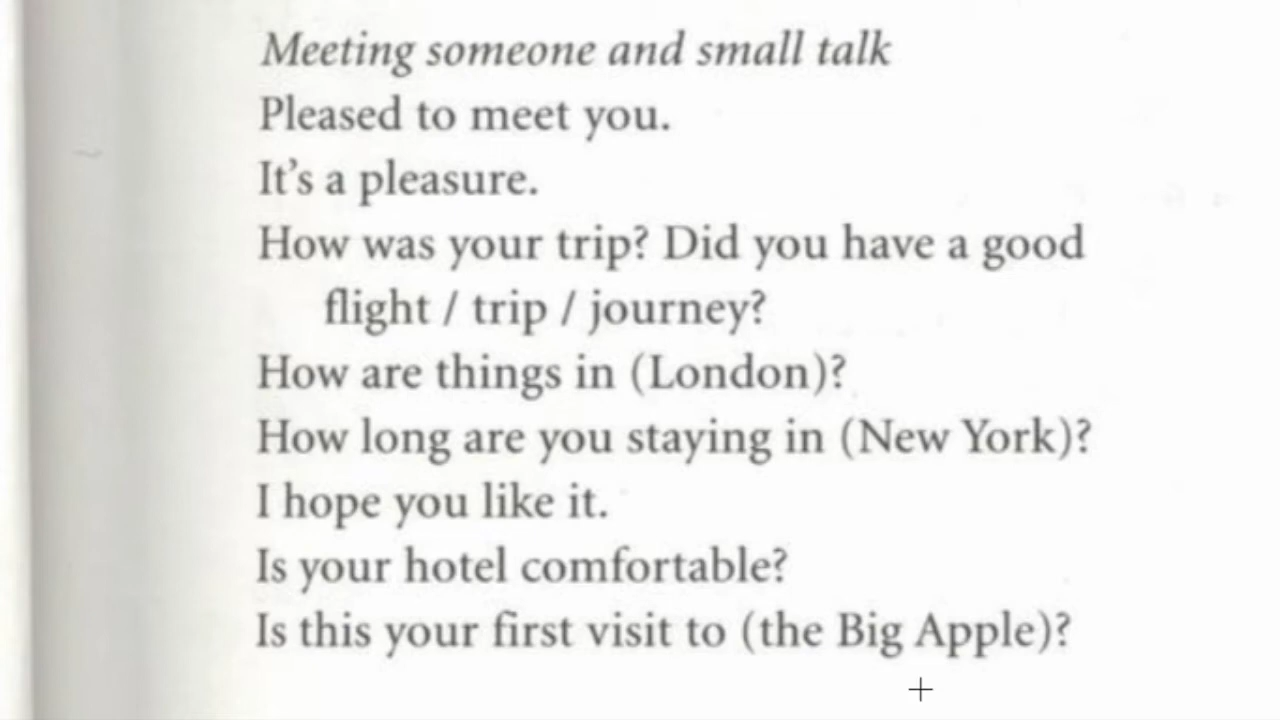 Meeting someone and small talk
Pleased to meet you.
It's a pleasure.
How was your trip? Did you have a good
flight / trip / journey?
How are things in (London)?
How long are you staying in (New York)?
I hope you like it.
Is your hotel comfortable?
Is this your first visit to (the Big Apple)?